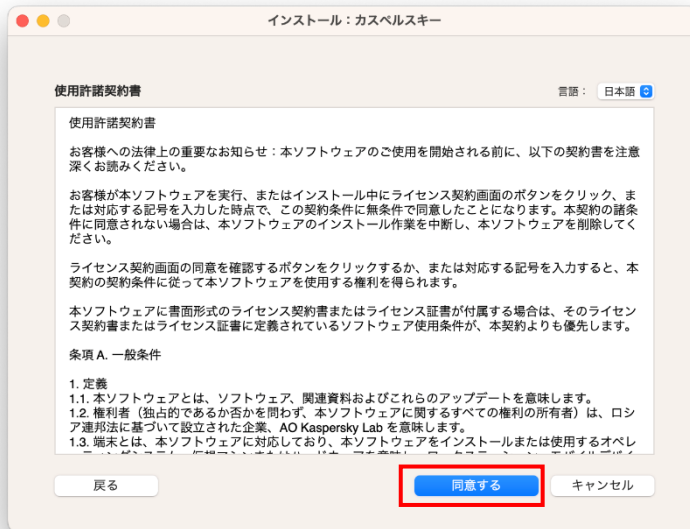 インストール：カスペルスキー
使用許諾契約書
言語： 日本語
使用許諾契約書
お客様への法律上の重要なお知らせ：本ソフトウェアのご使用を開始される前に、以下の契約書を注意
深くお読みください。
お客様が本ソフトウェアを実行、またはインストール中にライセンス契約画面のボタンをクリック、ま
たは対応する記号を入力した時点で、この契約条件に無条件で同意したことになります。本契約の諸条
件に同意されない場合は、本ソフトウェアのインストール作業を中断し、本ソフトウェアを削除してく
ださい。
ライセンス契約画面の同意を確認するボタンをクリックするか、または対応する記号を入力すると、本
契約の契約条件に従って本ソフトウェアを使用する権利を得られます。
本ソフトウェアに書面形式のライセンス契約書またはライセンス証書が付属する場合は、そのライセン
ス契約書またはライセンス証書に定義されているソフトウェア使用条件が、本契約よりも優先します。
条項 A. 一般条件
1. 定義
1.1. 本ソフトウェアとは、ソフトウェア、関連資料およびこれらのアップデートを意味します。
1.2. 権利者（独占的であるか否かを問わず、本ソフトウェアに関するすべての権利の所有者）は、ロシ
ア連邦法に基づいて設立された企業、AO Kaspersky Lab を意味します。
1.3. 端末とは、本ソフトウェアに対応しており、本ソフトウェアをインストールまたは使用するオペレ
戻る 同意する キャンセル